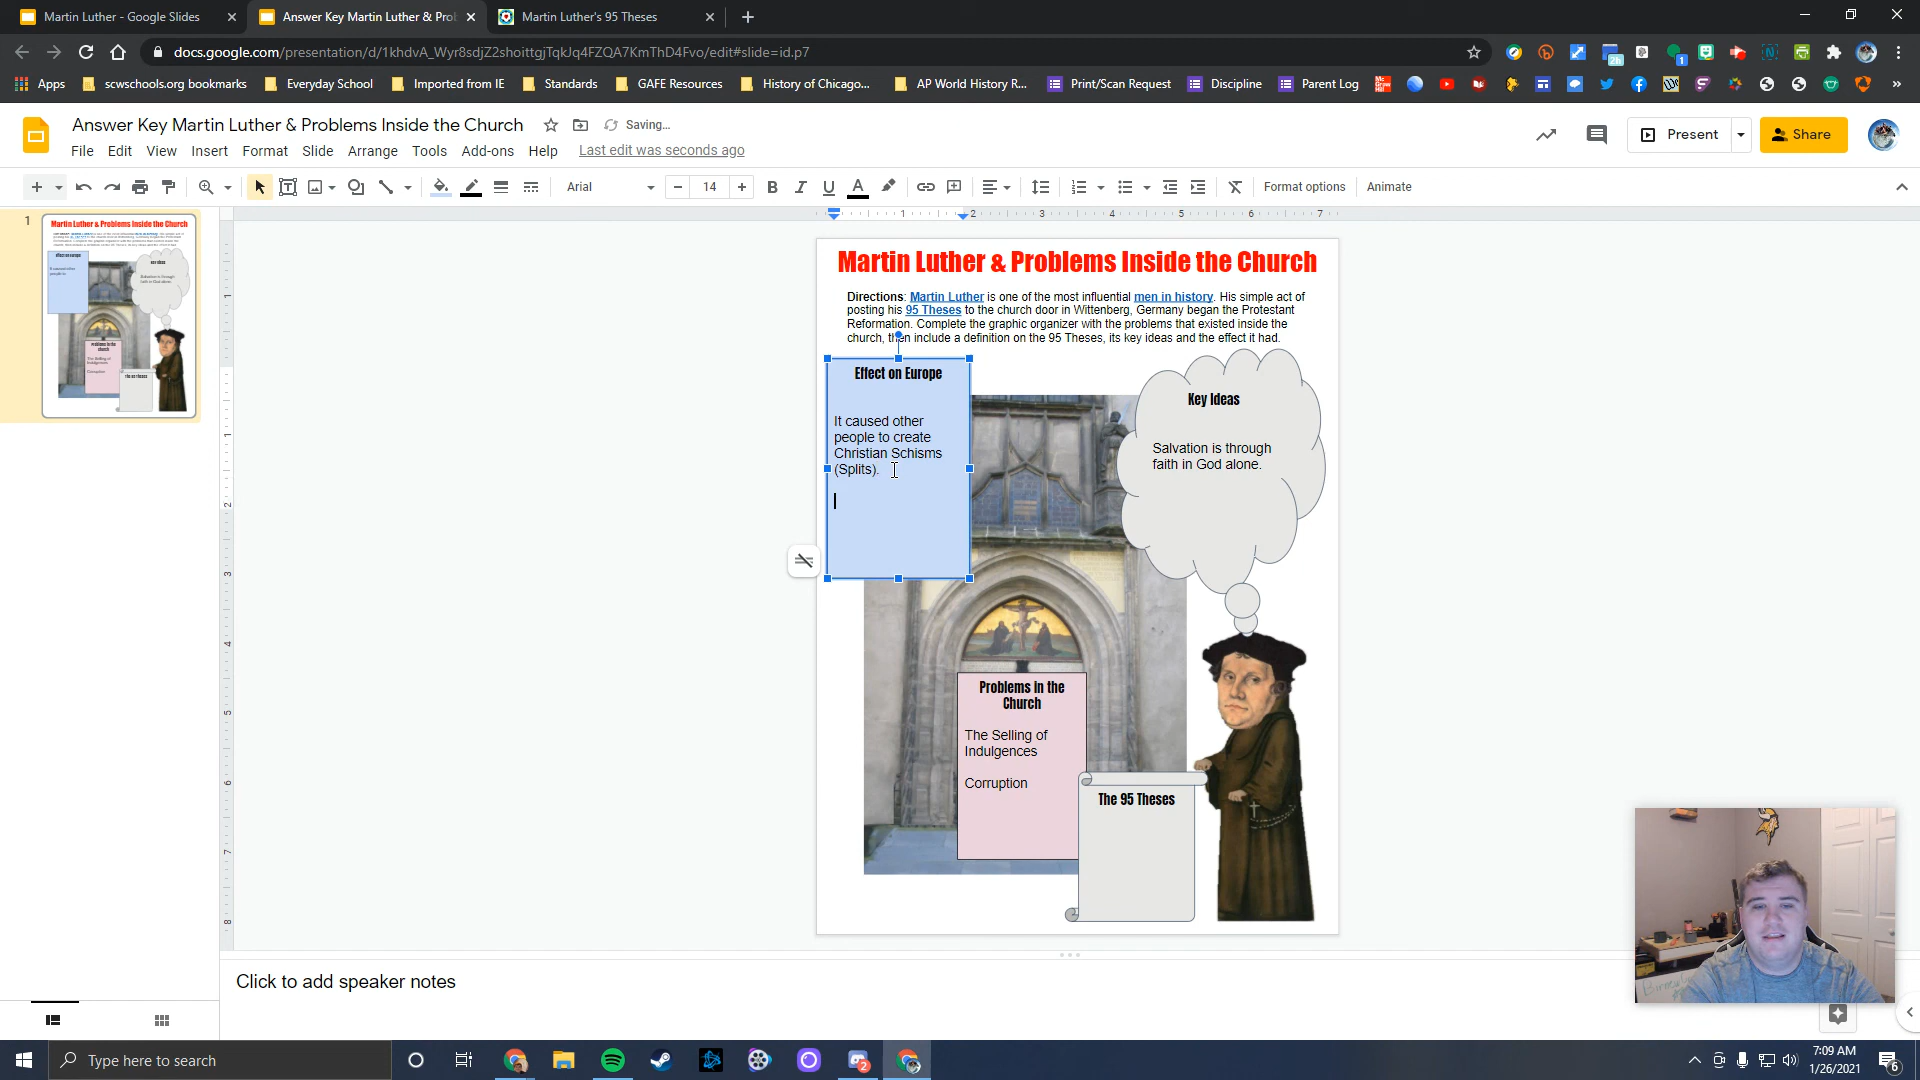 Martin Luther - Google Slides
Answer Key Martin Luther & Prob
Martin Luther's 95 Theses
docs.google.com/presentation/d/1khdvA_Wyr8sdjZ2shoittgjTqkJq4FZQA7KmThD4Fvo/edit#slide=id.p7
Apps
scwschools.org bookmarks
Everyday School
Imported from IE
Standards
GAFE Resources
History of Chicago...
AP World History R...
Print/Scan Request
Discipline
Parent Log
Answer Key Martin Luther & Problems Inside the Church
Saving...
File Edit View Insert Format Slide Arrange Tools Add-ons Help
Last edit was seconds ago
Present
Share
Arial
14
Format options
Animate
1
Martin Luther & Problems Inside the Church
Directions: Martin Luther is one of the most influential men in history. His simple act of
posting his 95 Theses to the church door in Wittenberg, Germany began the Protestant
Reformation. Complete the graphic organizer with the problems that existed inside the
church, then include a definition on the 95 Theses, its key ideas and the effect it had.
Effect on Europe
It caused other
people to create
Christian Schisms
(Splits).
Key Ideas
Salvation is through
faith in God alone.
Problems in the
Church
The Selling of
Indulgences
Corruption
The 95 Theses
Click to add speaker notes
Type here to search
7:09 AM
1/26/2021